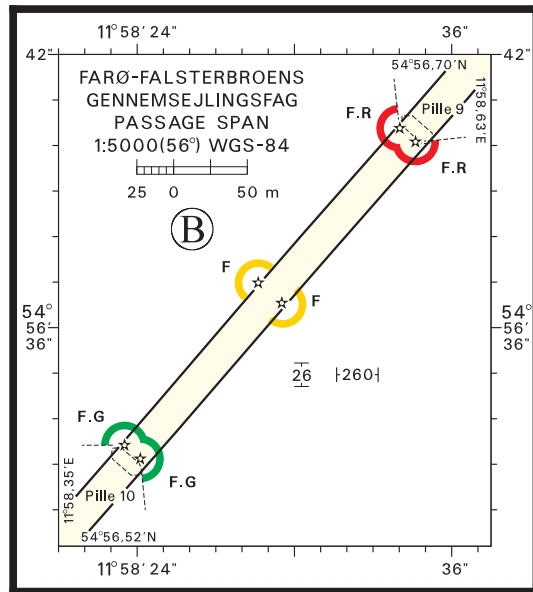 11° 58' 24"
36"
42"
42"
FARØ-FALSTERBROENS
GENNEMSEJLINGSFAG
PASSAGE SPAN
1:5000(56°) WGS-84
25 0 50 m
B
54°56,70'N
11°58,63'E
Pille 9
F.R
F.R
F
F
54°
56'
36"
54°
56'
36"
26
260
F.G
F.G
Pille 10
11°58,35'E
54°56,52'N
11° 58' 24"
36"